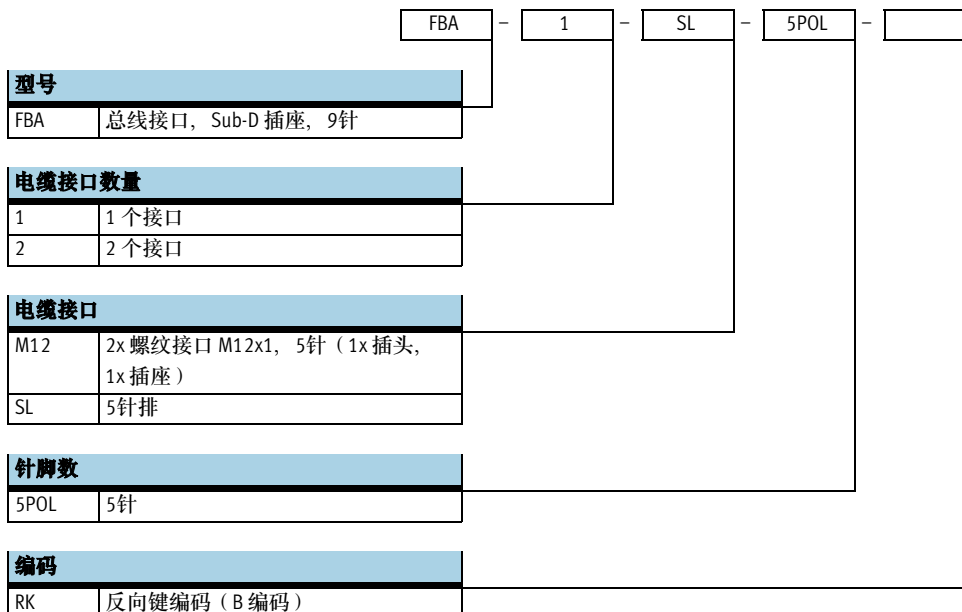 FBA – 1 – SL – 5POL –
型号
FBA 总线接口，Sub-D 插座，9针
电缆接口数量
1 1 个接口
2 2 个接口
电缆接口
M12 2x 螺纹接口 M12x1，5针（1x 插头，
1x 插座）
SL 5针排
针脚数
5POL 5针
编码
RK 反向键编码（B 编码）